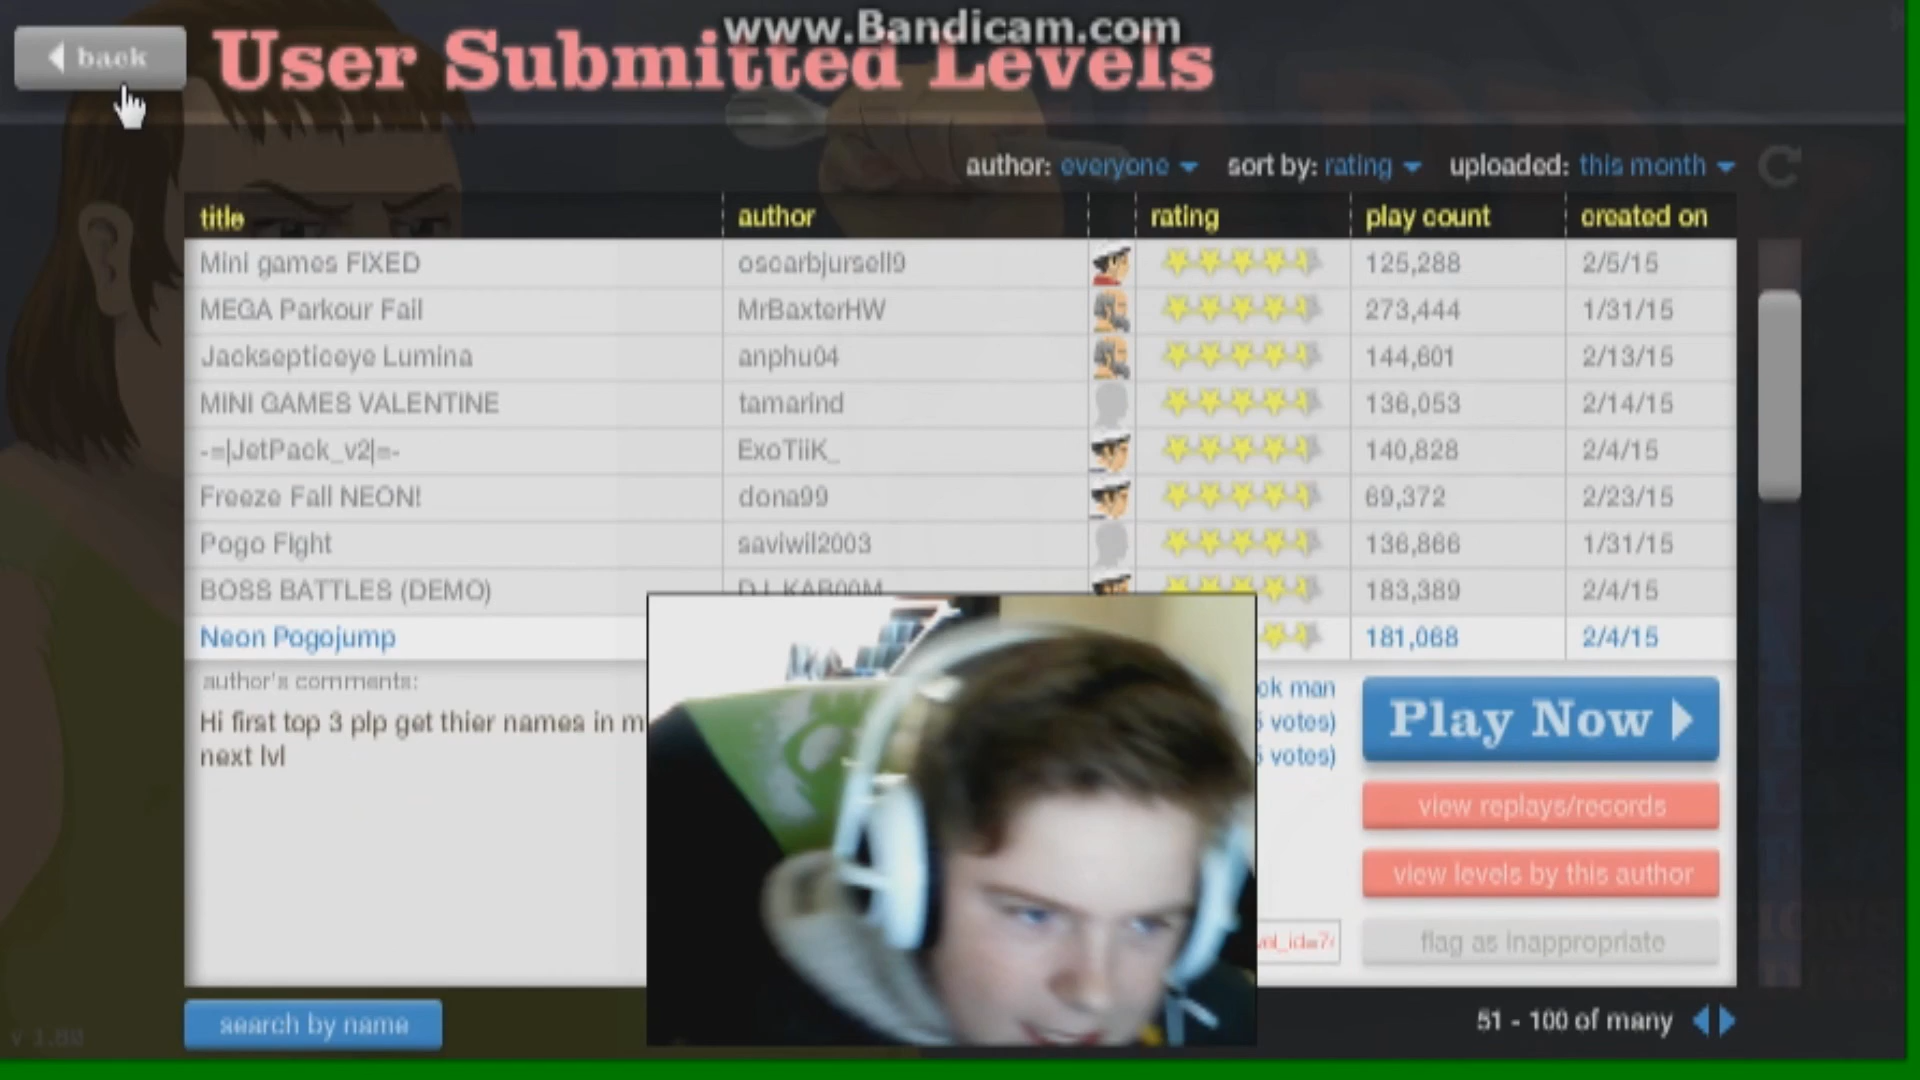 www.Bandicam.com
back
User Submitted Levels
author: everyone sort by: rating uploaded: this month
title author rating play count created on
Mini games FIXED oscarbjursell9 125,288 2/5/15
MEGA Parkour Fail MrBaxterHW 273,444 1/31/15
Jacksepticeye Lumina anphu04 144,601 2/13/15
MINI GAMES VALENTINE tamarind 136,053 2/14/15
-=|JetPack_v2|=- ExoTiiK_ 140,828 2/4/15
Freeze Fall NEON! dona99 69,372 2/23/15
Pogo Fight saviwil2003 136,866 1/31/15
BOSS BATTLES (DEMO) 183,389 2/4/15
Neon Pogojump 181,068 2/4/15
author's comments: ok man
Hi first top 3 plp get thier names in m votes)
next lvl votes)
Play Now
view replays/records
view levels by this author
flag as inappropriate
search by name
51 - 100 of many